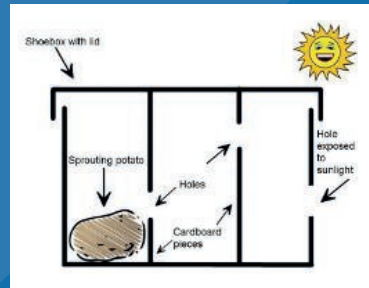 Shoebox with lid
Hole
exposed
to
sunlight
Sprouting potato
Holes
Cardboard
pieces